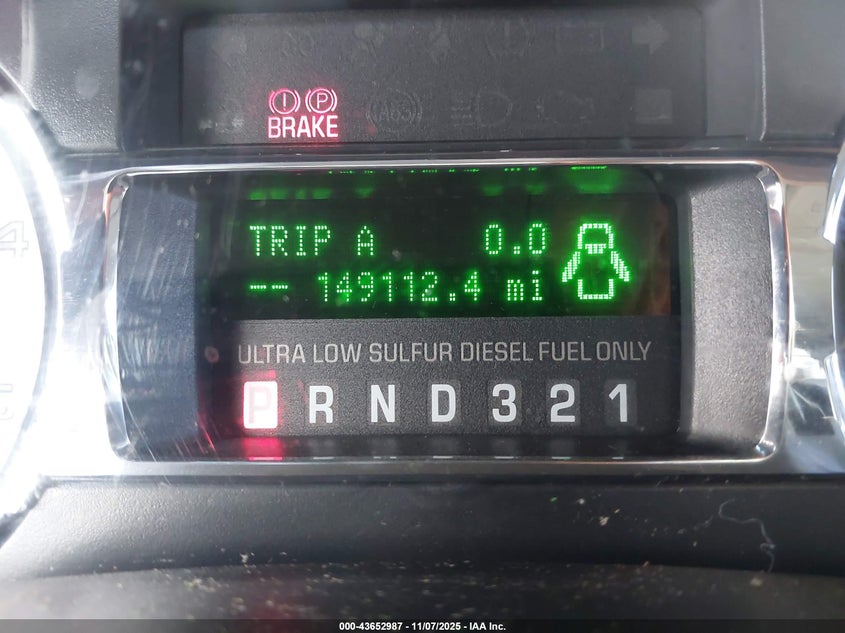 BRAKE
TRIP A 0.0
-- 149112.4 mi
ULTRA LOW SULFUR DIESEL FUEL ONLY
P R N D 3 2 1
4
000-43652987 - 11/07/2025 - IAA Inc.